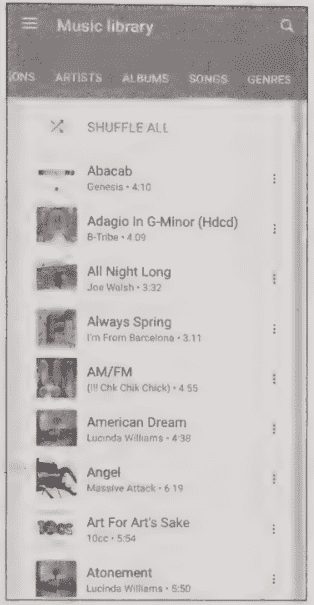 Music library
ONS ARTISTS ALBUMS SONGS GENRES
SHUFFLE ALL
Abacab
Genesis • 4:10
Adagio In G-Minor (Hdcd)
B-Tribe • 4:09
All Night Long
Joe Walsh • 3:32
Always Spring
I'm From Barcelona • 3:11
AM/FM
(!!! Chk Chik Chick) • 4:55
American Dream
Lucinda Williams • 4:38
Angel
Massive Attack • 6:19
Art For Art's Sake
10cc • 5:54
10cc
Atonement
Lucinda Williams • 5:50